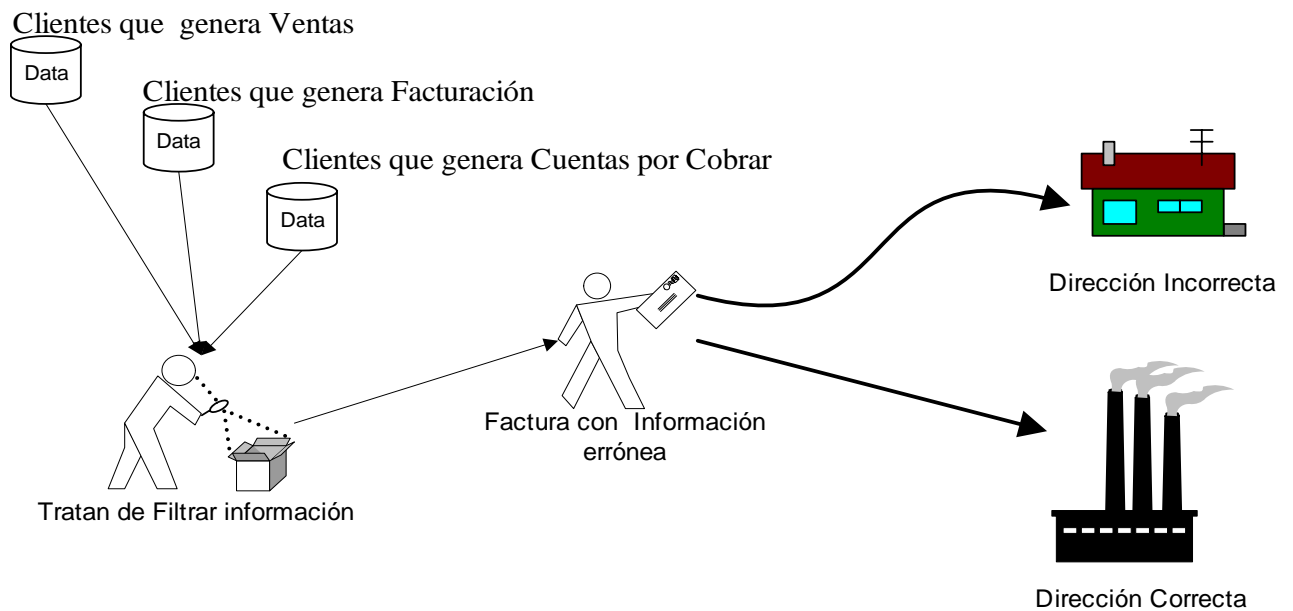 Clientes que genera Ventas
Data
Clientes que genera Facturación
Data
Clientes que genera Cuentas por Cobrar
Data
Dirección Incorrecta
Factura con Información
errónea
Tratan de Filtrar información
Dirección Correcta